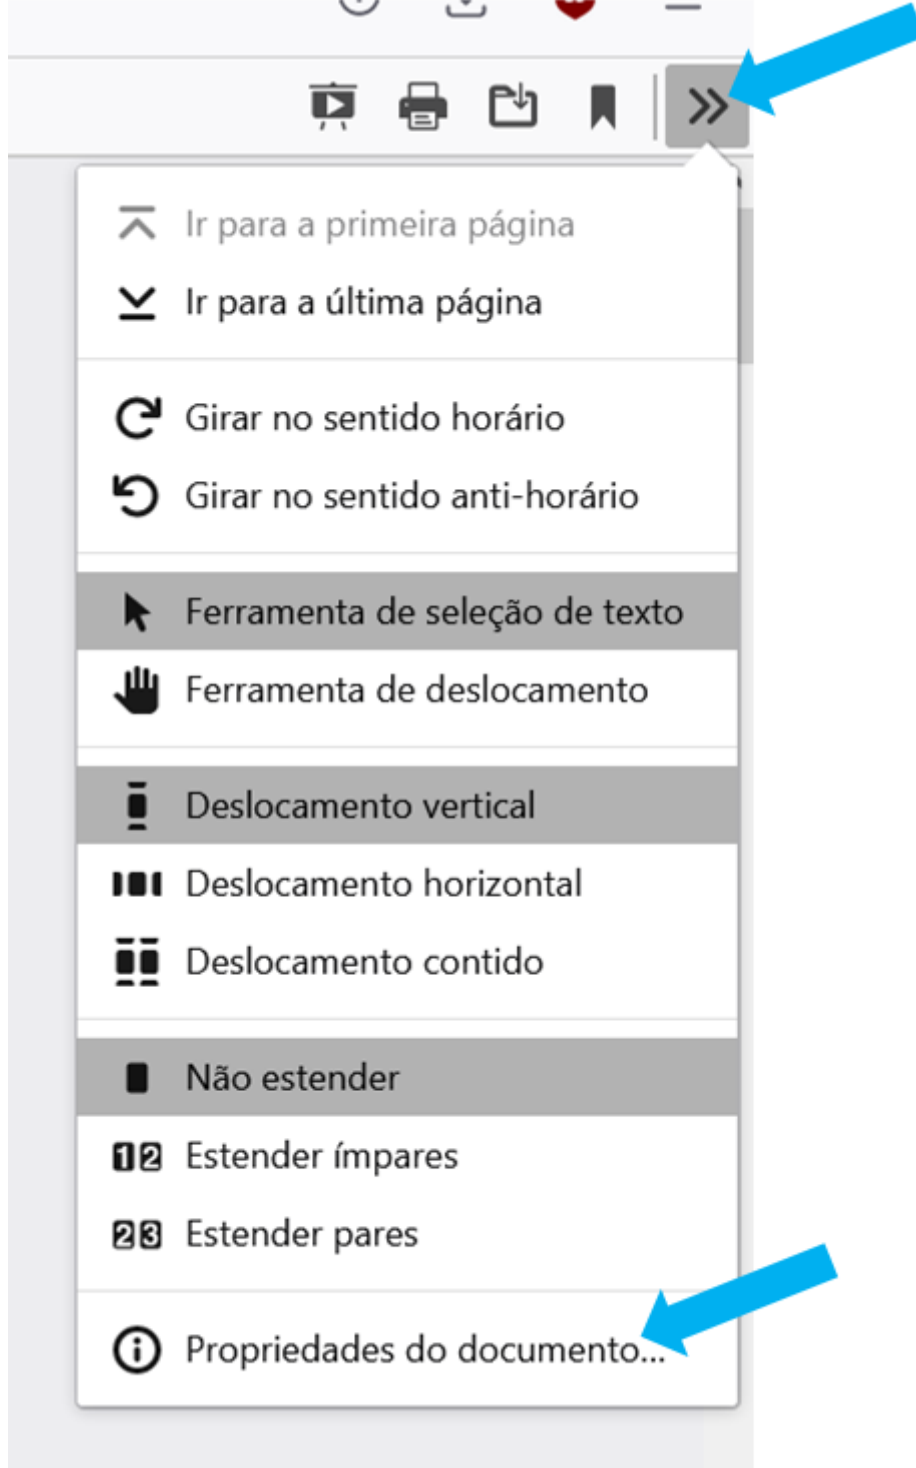 Ir para a primeira página
Ir para a última página
Girar no sentido horário
Girar no sentido anti-horário
Ferramenta de seleção de texto
Ferramenta de deslocamento
Deslocamento vertical
Deslocamento horizontal
Deslocamento contido
Não estender
12 Estender ímpares
23 Estender pares
Propriedades do documento...